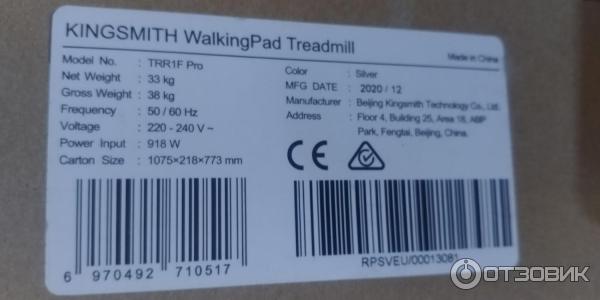 KINGSMITH WalkingPad Treadmill
Model No. : TRR1F Pro
Net Weight : 33 kg
Gross Weight : 38 kg
Frequency : 50 / 60 Hz
Voltage : 220 - 240 V ~
Power Input : 918 W
Carton Size : 1075×218×773 mm
Made in China
Color : Silver
MFG DATE : 2020 / 12
Manufacturer : Beijing Kingsmith Technology Co., Ltd.
Address : Floor 4, Building 25, Area 18, ABP
Park, Fengtai, Beijing, China.
CE
6 970492 710517
RPSVEU/00013081
ОТЗОВИК